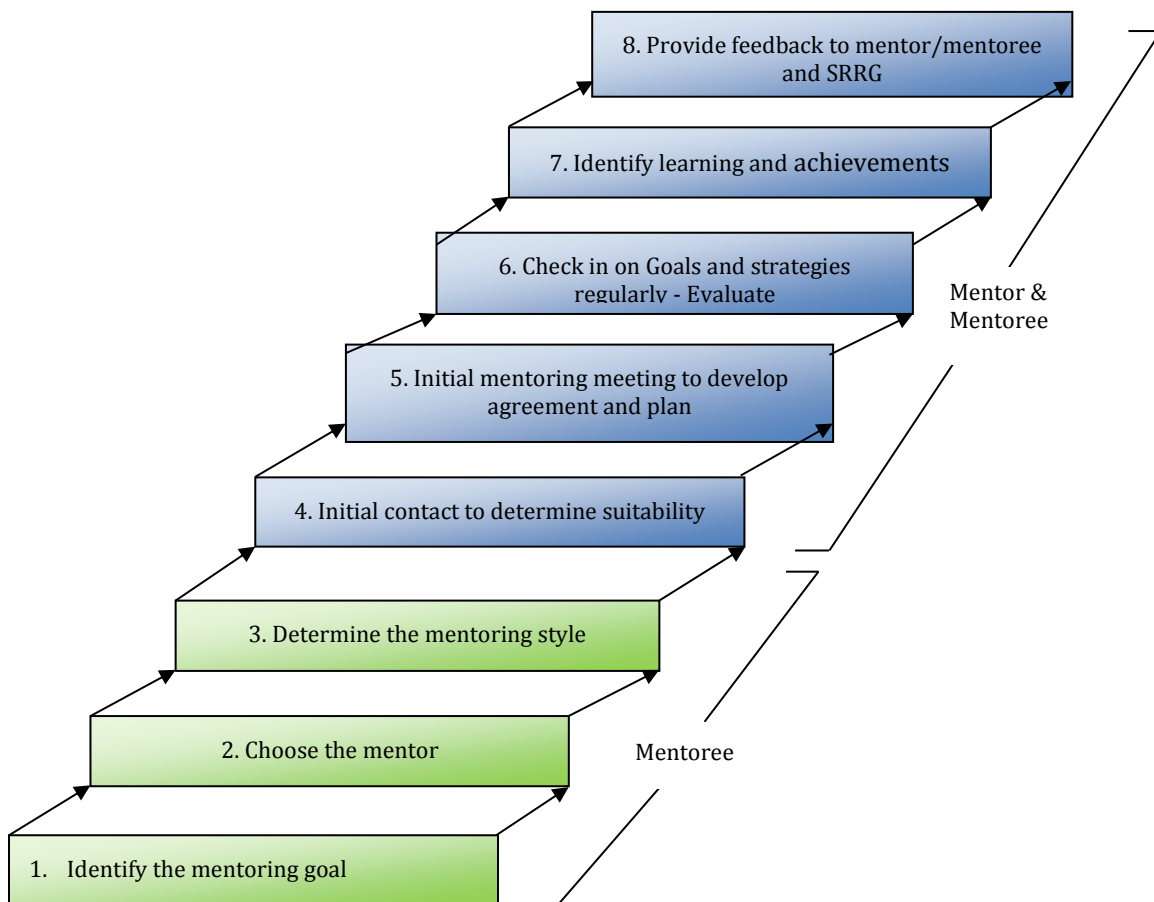 8. Provide feedback to mentor/mentoree
and SRRG
7. Identify learning and achievements
6. Check in on Goals and strategies
regularly - Evaluate
Mentor &
Mentoree
5. Initial mentoring meeting to develop
agreement and plan
4. Initial contact to determine suitability
3. Determine the mentoring style
2. Choose the mentor
Mentoree
1. Identify the mentoring goal